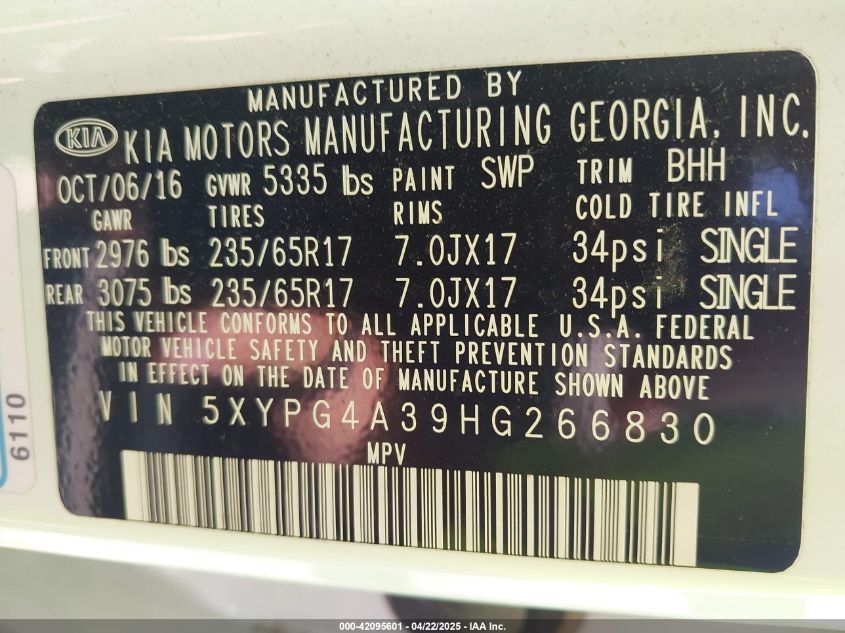 MANUFACTURED BY
KIA KIA MOTORS MANUFACTURING GEORGIA, INC.
OCT/06/16 GVWR 5335 lbs PAINT SWP TRIM BHH
GAWR TIRES RIMS COLD TIRE INFL
FRONT 2976 lbs 235/65R17 7.0JX17 34psi SINGLE
REAR 3075 lbs 235/65R17 7.0JX17 34psi SINGLE
THIS VEHICLE CONFORMS TO ALL APPLICABLE U.S.A. FEDERAL
MOTOR VEHICLE SAFETY AND THEFT PREVENTION STANDARDS
IN EFFECT ON THE DATE OF MANUFACTURE SHOWN ABOVE
VIN 5XYPG4A39HG266830
MPV
6110
000-42095601 - 04/22/2025 - IAA Inc.